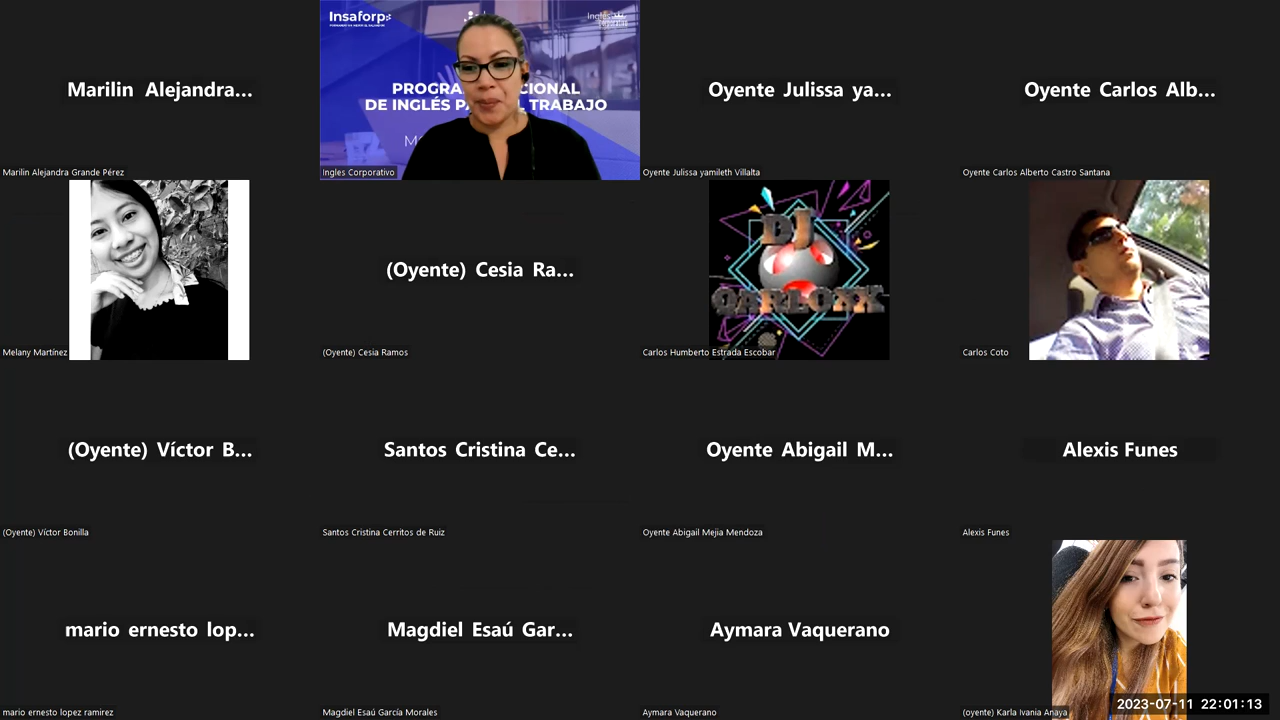 Marilin Alejandra...
Marilin Alejandra Grande Pérez
Insaforp
PROGRA CIONAL
DE INGLÉS PA L TRABAJO
Ingles Corporativo
Oyente Julissa ya...
Oyente Julissa yamileth Villalta
Oyente Carlos Alb...
Oyente Carlos Alberto Castro Santana
Melany Martínez
(Oyente) Cesia Ra...
(Oyente) Cesia Ramos
DJ
QARLOXX
Carlos Humberto Estrada Escobar
Carlos Coto
(Oyente) Víctor B...
(Oyente) Víctor Bonilla
Santos Cristina Ce...
Santos Cristina Cerritos de Ruiz
Oyente Abigail M...
Oyente Abigail Mejia Mendoza
Alexis Funes
Alexis Funes
mario ernesto lop...
mario ernesto lopez ramirez
Magdiel Esaú Gar...
Magdiel Esaú García Morales
Aymara Vaquerano
Aymara Vaquerano
(oyente) Karla Ivania Anaya
2023-07-11 22:01:13